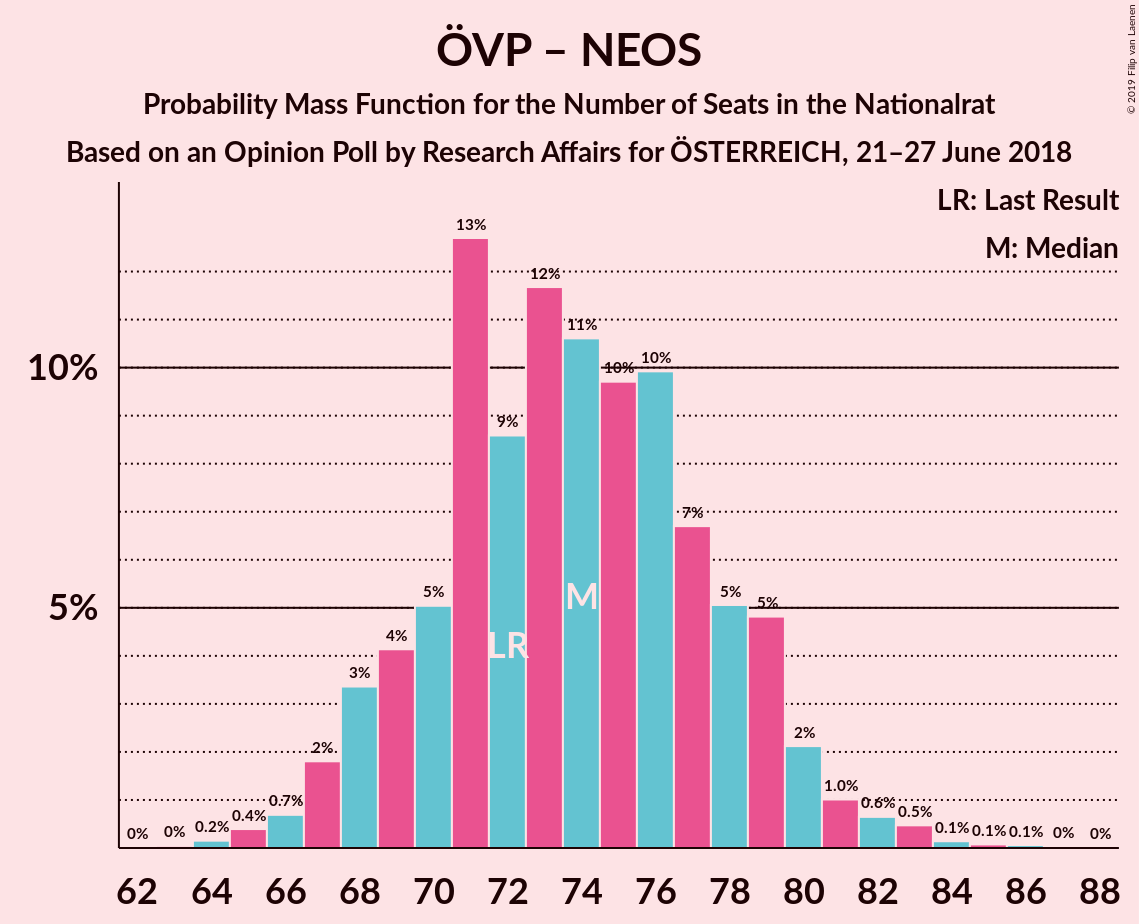 ÖVP – NEOS
Probability Mass Function for the Number of Seats in the Nationalrat
Based on an Opinion Poll by Research Affairs for ÖSTERREICH, 21–27 June 2018
© 2019 Filip van Laenen
LR: Last Result
M: Median
10%
5%
0% 0% 0.2% 0.4% 0.7% 2% 3% 4% 5% 13% 9% 12% 11% 10% 10% 7% 5% 5% 2% 1.0% 0.6% 0.5% 0.1% 0.1% 0.1% 0% 0%
LR
M
62 64 66 68 70 72 74 76 78 80 82 84 86 88